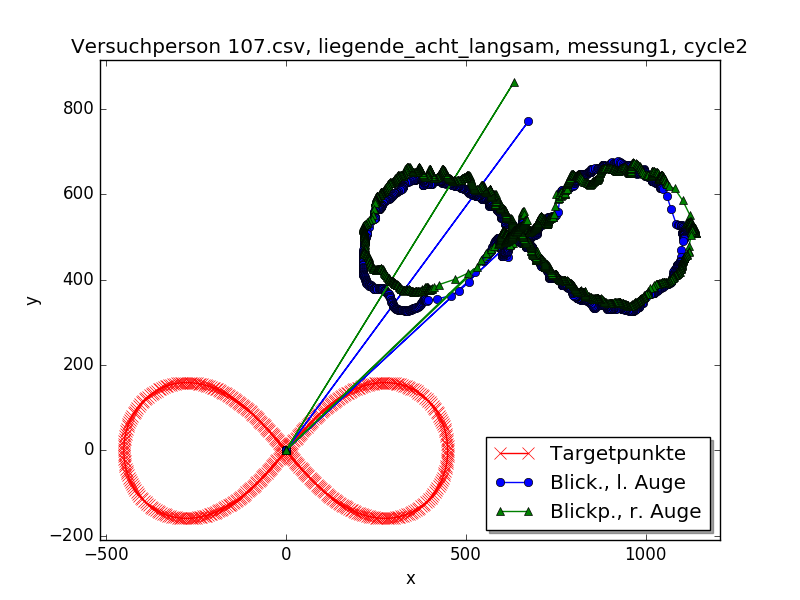 Versuchperson 107.csv, liegende_acht_langsam, messung1, cycle2
800
600
400
200
0
−200
y
−500
0
500
1000
x
Targetpunkte
Blick., l. Auge
Blickp., r. Auge